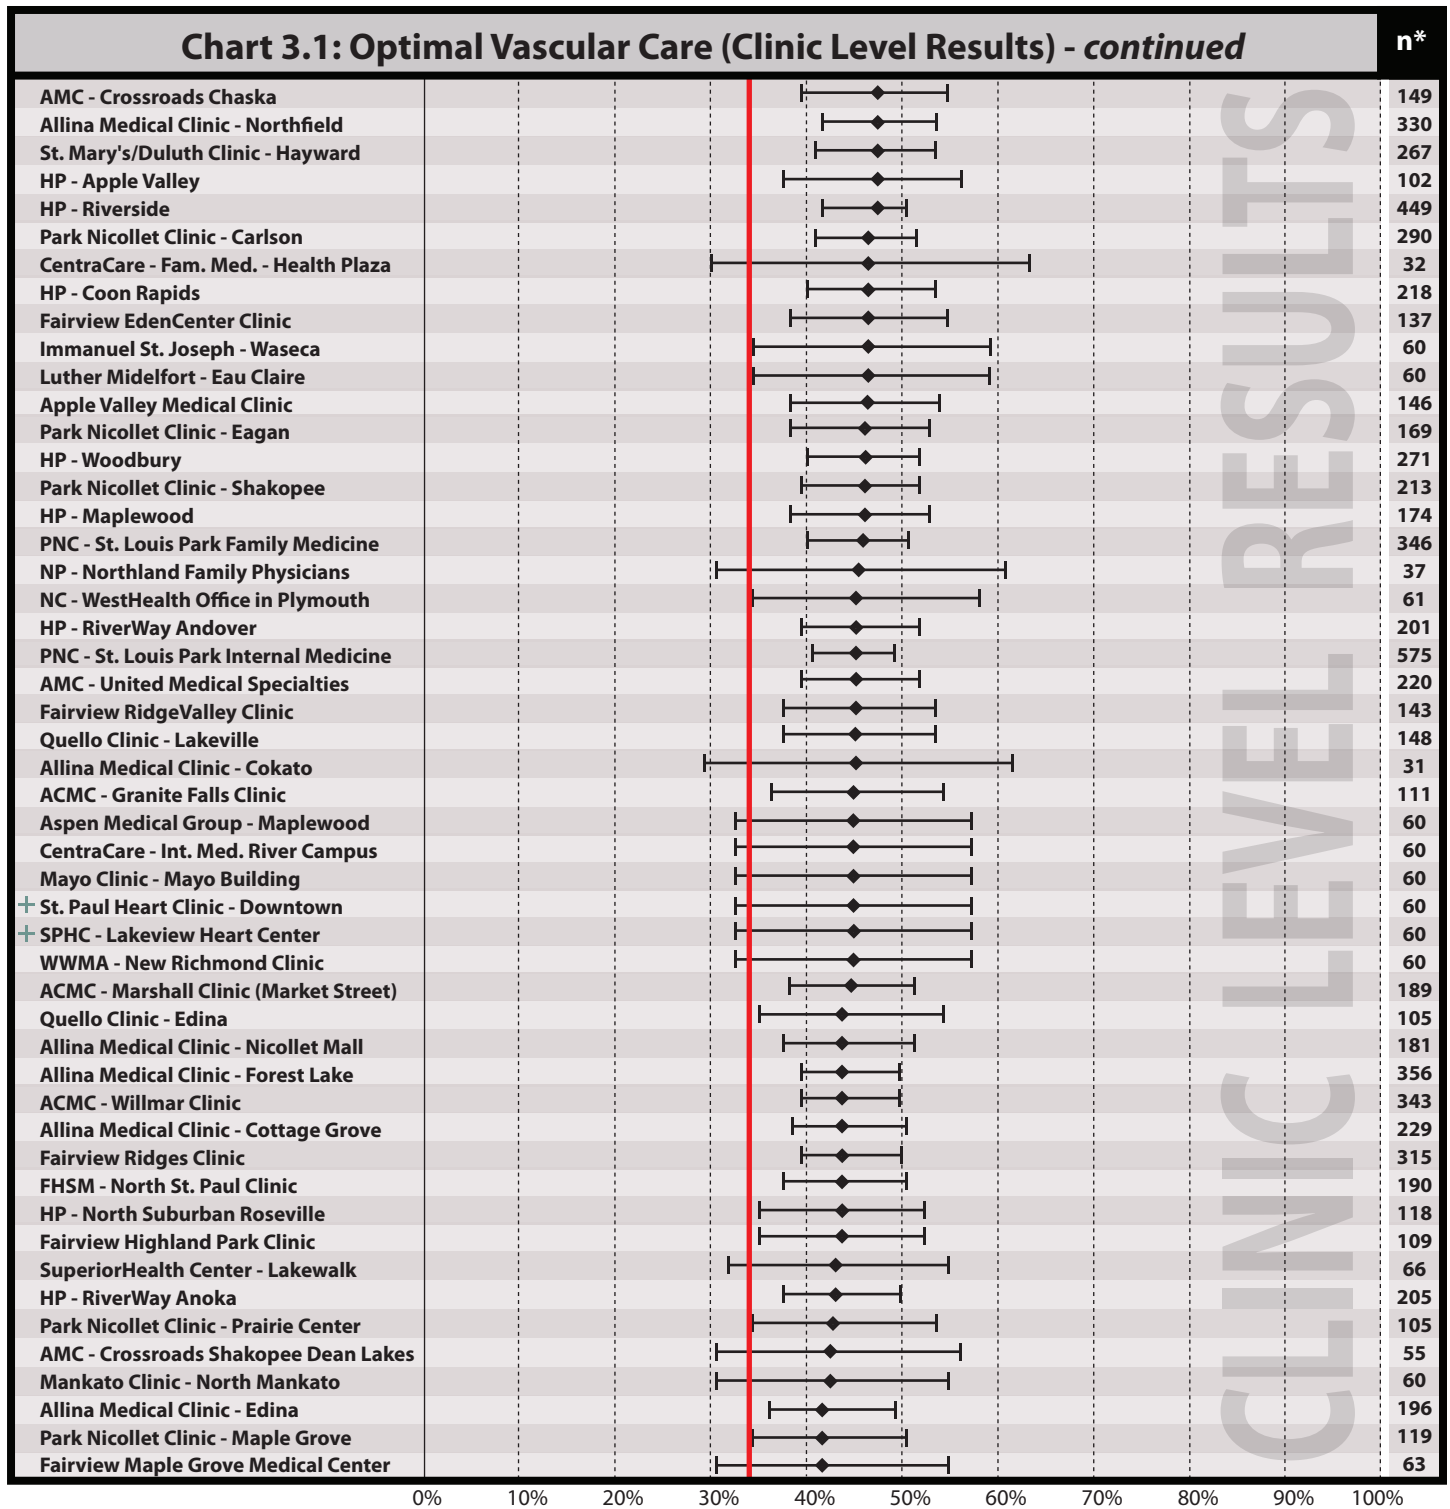 Chart 3.1: Optimal Vascular Care (Clinic Level Results) - continued n*
AMC - Crossroads Chaska 149
Allina Medical Clinic - Northfield 330
St. Mary's/Duluth Clinic - Hayward 267
HP - Apple Valley 102
HP - Riverside 449
Park Nicollet Clinic - Carlson 290
CentraCare - Fam. Med. - Health Plaza 32
HP - Coon Rapids 218
Fairview EdenCenter Clinic 137
Immanuel St. Joseph - Waseca 60
Luther Midelfort - Eau Claire 60
Apple Valley Medical Clinic 146
Park Nicollet Clinic - Eagan 169
HP - Woodbury 271
Park Nicollet Clinic - Shakopee 213
HP - Maplewood 174
PNC - St. Louis Park Family Medicine 346
NP - Northland Family Physicians 37
NC - WestHealth Office in Plymouth 61
HP - RiverWay Andover 201
PNC - St. Louis Park Internal Medicine 575
AMC - United Medical Specialties 220
Fairview RidgeValley Clinic 143
Quello Clinic - Lakeville 148
Allina Medical Clinic - Cokato 31
ACMC - Granite Falls Clinic 111
Aspen Medical Group - Maplewood 60
CentraCare - Int. Med. River Campus 60
Mayo Clinic - Mayo Building 60
+ St. Paul Heart Clinic - Downtown 60
+ SPHC - Lakeview Heart Center 60
WWMA - New Richmond Clinic 60
ACMC - Marshall Clinic (Market Street) 189
Quello Clinic - Edina 105
Allina Medical Clinic - Nicollet Mall 181
Allina Medical Clinic - Forest Lake 356
ACMC - Willmar Clinic 343
Allina Medical Clinic - Cottage Grove 229
Fairview Ridges Clinic 315
FHSM - North St. Paul Clinic 190
HP - North Suburban Roseville 118
Fairview Highland Park Clinic 109
SuperiorHealth Center - Lakewalk 66
HP - RiverWay Anoka 205
Park Nicollet Clinic - Prairie Center 105
AMC - Crossroads Shakopee Dean Lakes 55
Mankato Clinic - North Mankato 60
Allina Medical Clinic - Edina 196
Park Nicollet Clinic - Maple Grove 119
Fairview Maple Grove Medical Center 63
0% 10% 20% 30% 40% 50% 60% 70% 80% 90% 100%
CLINIC LEVEL RESULTS